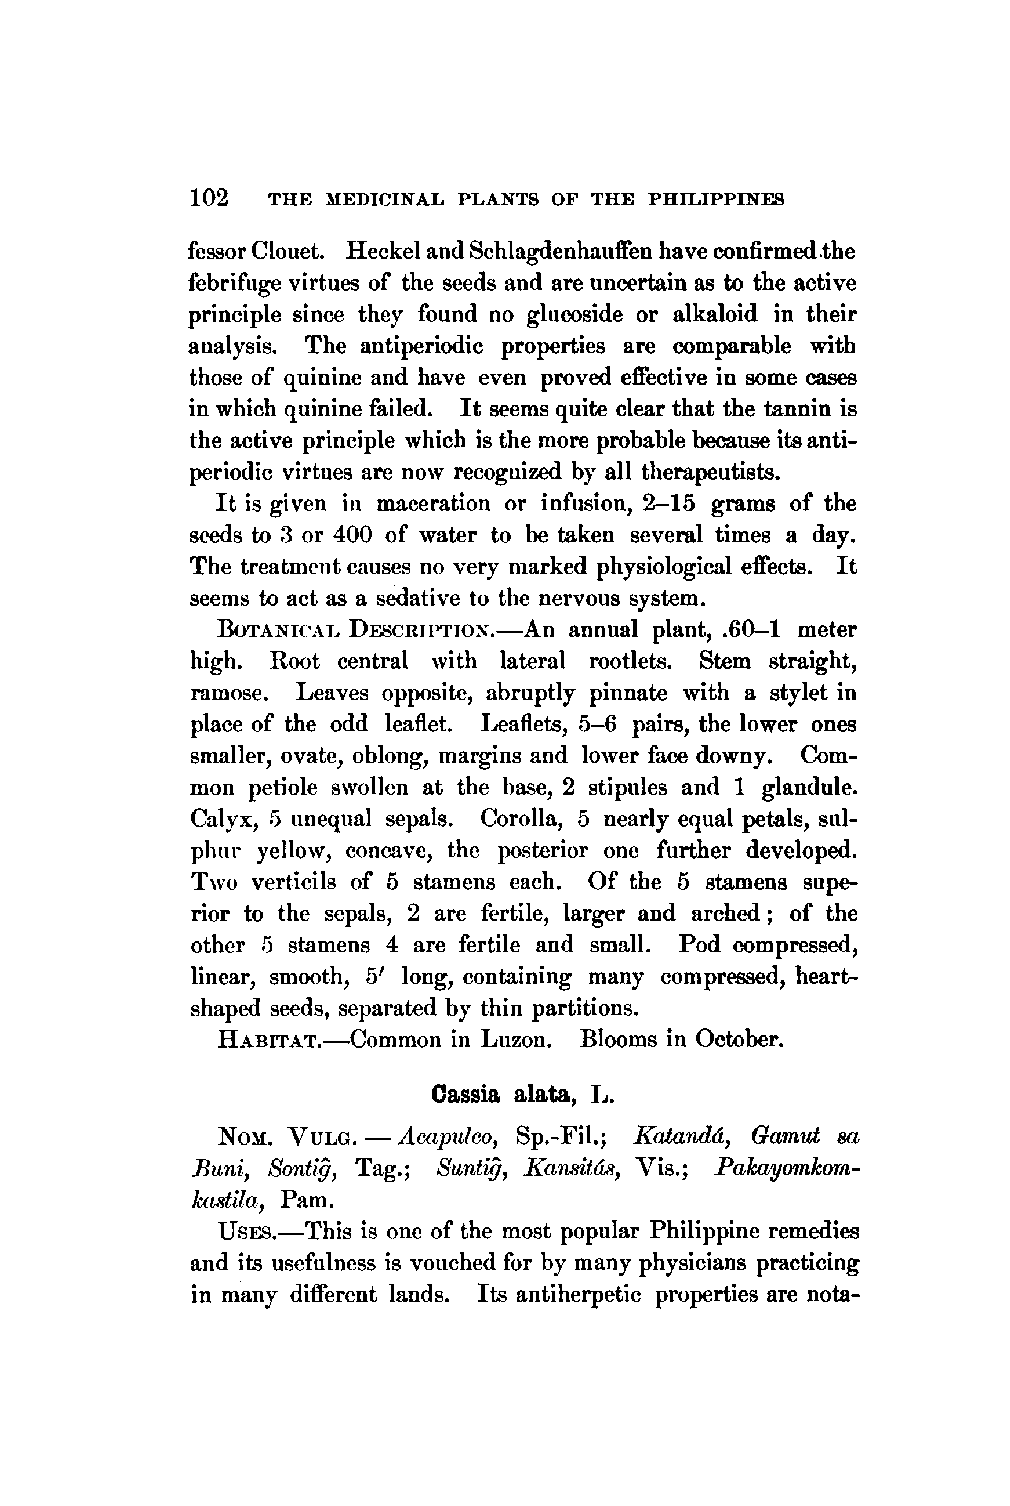 102 THE MEDICINAL PLANTS OF THE PHILIPPINES
fessor Clouet. Heckel and Schlagdenhauffen have confirmed the
febrifuge virtues of the seeds and are uncertain as to the active
principle since they found no glucoside or alkaloid in their
analysis. The antiperiodic properties are comparable with
those of quinine and have even proved effective in some cases
in which quinine failed. It seems quite clear that the tannin is
the active principle which is the more probable because its anti-
periodic virtues are now recognized by all therapeutists.
It is given in maceration or infusion, 2–15 grams of the
seeds to 3 or 400 of water to be taken several times a day.
The treatment causes no very marked physiological effects. It
seems to act as a sedative to the nervous system.
BOTANICAL DESCRIPTION.—An annual plant, .60–1 meter
high. Root central with lateral rootlets. Stem straight,
ramose. Leaves opposite, abruptly pinnate with a stylet in
place of the odd leaflet. Leaflets, 5–6 pairs, the lower ones
smaller, ovate, oblong, margins and lower face downy. Com-
mon petiole swollen at the base, 2 stipules and 1 glandule.
Calyx, 5 unequal sepals. Corolla, 5 nearly equal petals, sul-
phur yellow, concave, the posterior one further developed.
Two verticils of 5 stamens each. Of the 5 stamens supe-
rior to the sepals, 2 are fertile, larger and arched; of the
other 5 stamens 4 are fertile and small. Pod compressed,
linear, smooth, 5′ long, containing many compressed, heart-
shaped seeds, separated by thin partitions.
HABITAT.—Common in Luzon. Blooms in October.
Cassia alata, L.
NOM. VULG. — Acapulco, Sp.-Fil.; Katandá, Gamut sa
Buni, Sontiĝ, Tag.; Suntiĝ, Kansitás, Vis.; Pakayomkom-
kastila, Pam.
USES.—This is one of the most popular Philippine remedies
and its usefulness is vouched for by many physicians practicing
in many different lands. Its antiherpetic properties are nota-